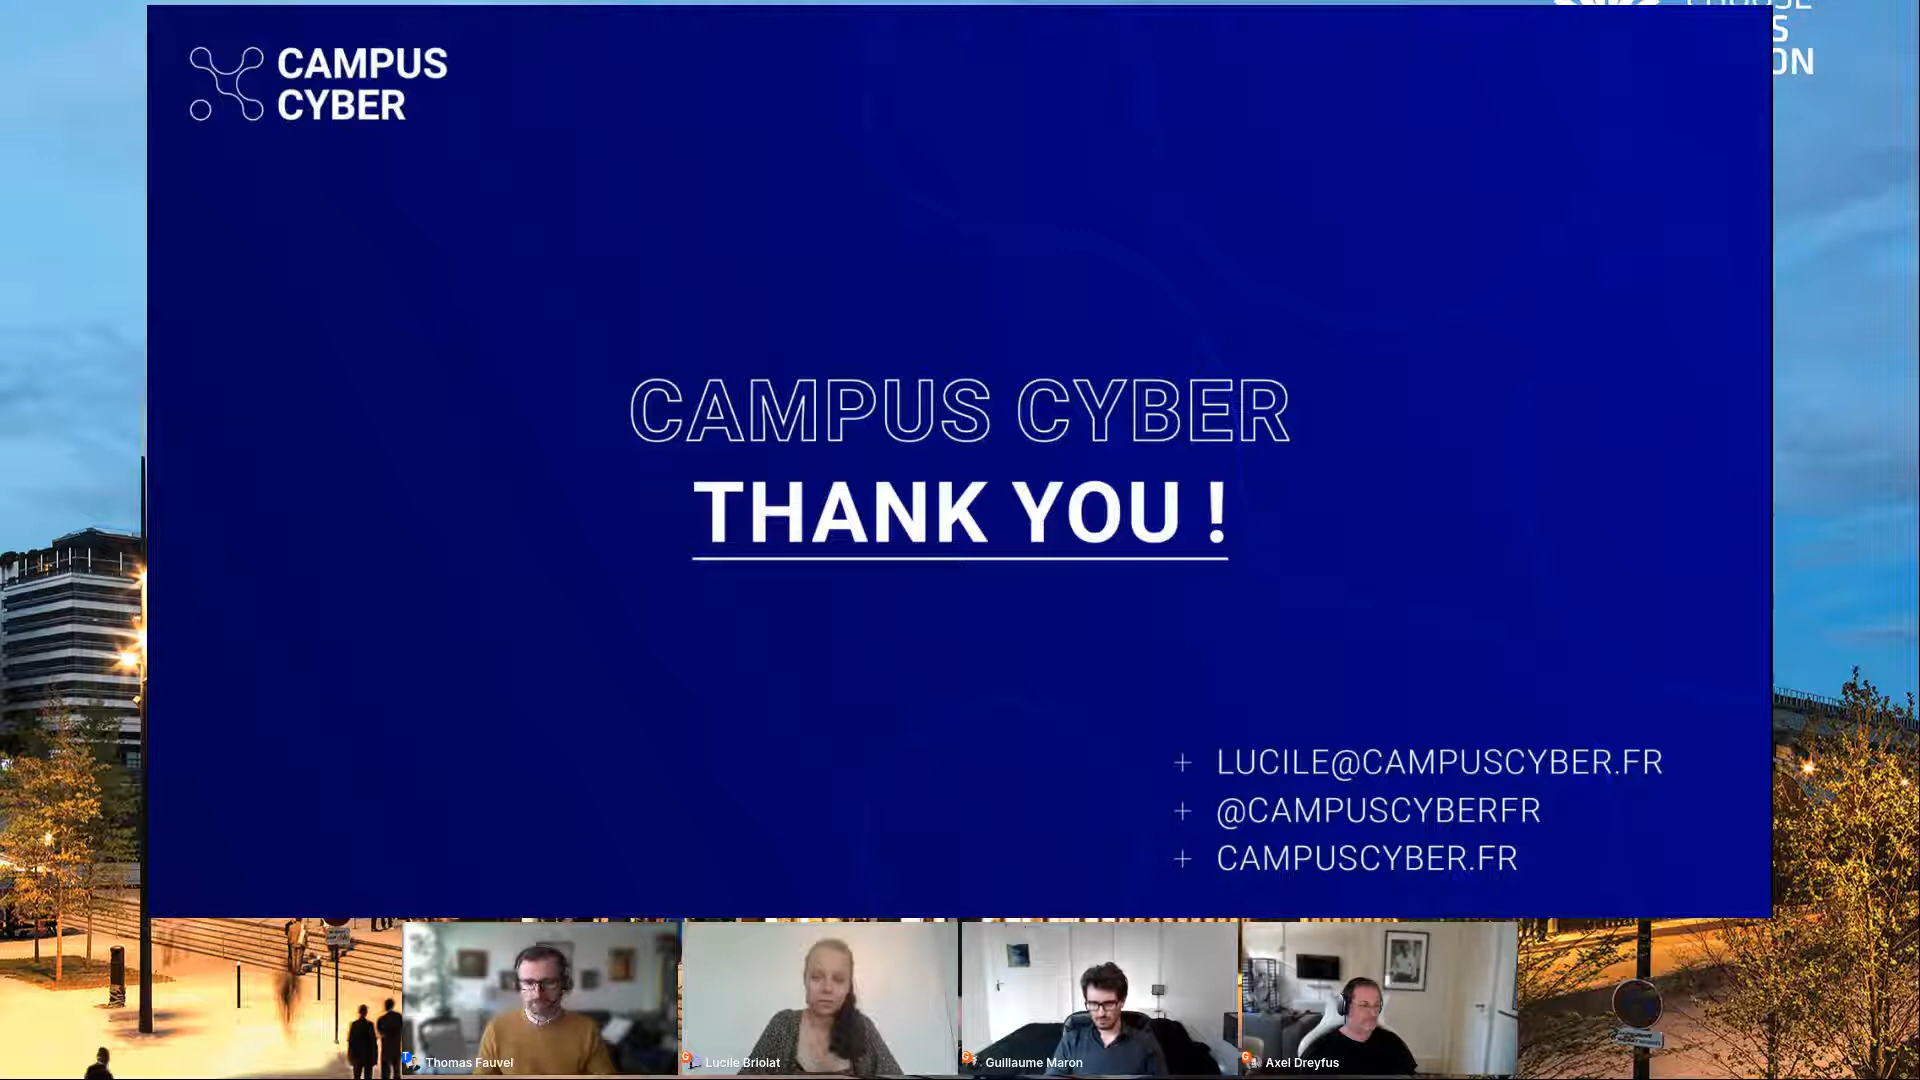 CAMPUS
CYBER
S
ON
CAMPUS CYBER
THANK YOU !
+ LUCILE@CAMPUSCYBER.FR
+ @CAMPUSCYBERFR
+ CAMPUSCYBER.FR
Thomas Fauvel
Lucile Briolat
Guillaume Maron
Axel Dreyfus